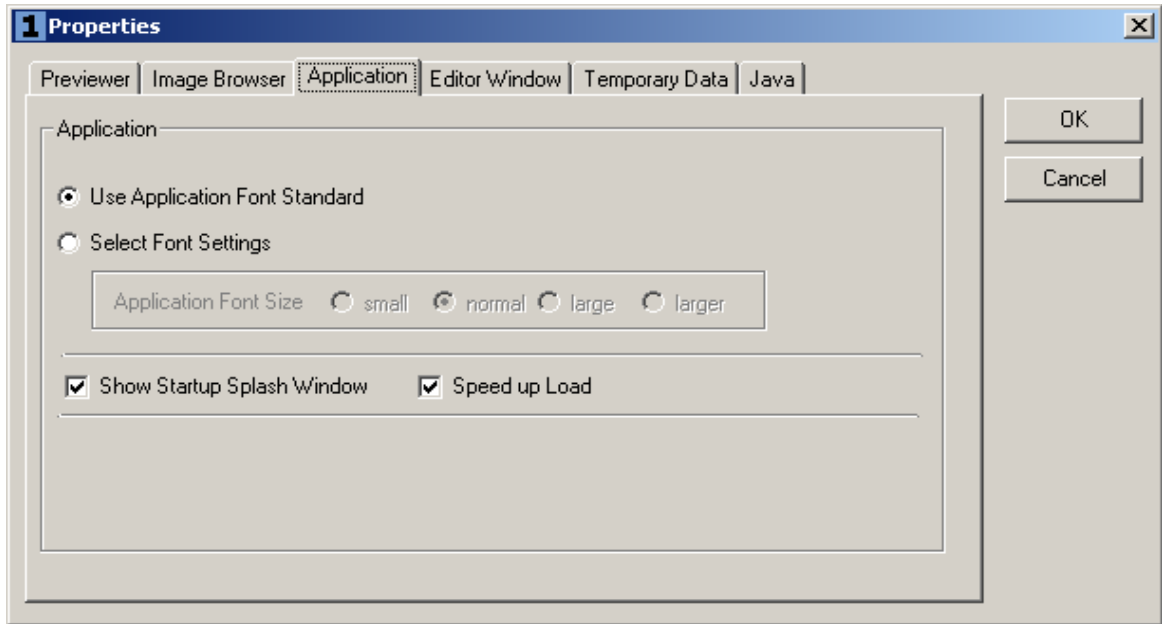 1 Properties
Previewer Image Browser Application Editor Window Temporary Data Java
Application
OK
Cancel
Use Application Font Standard
Select Font Settings
Application Font Size small normal large larger
Show Startup Splash Window Speed up Load